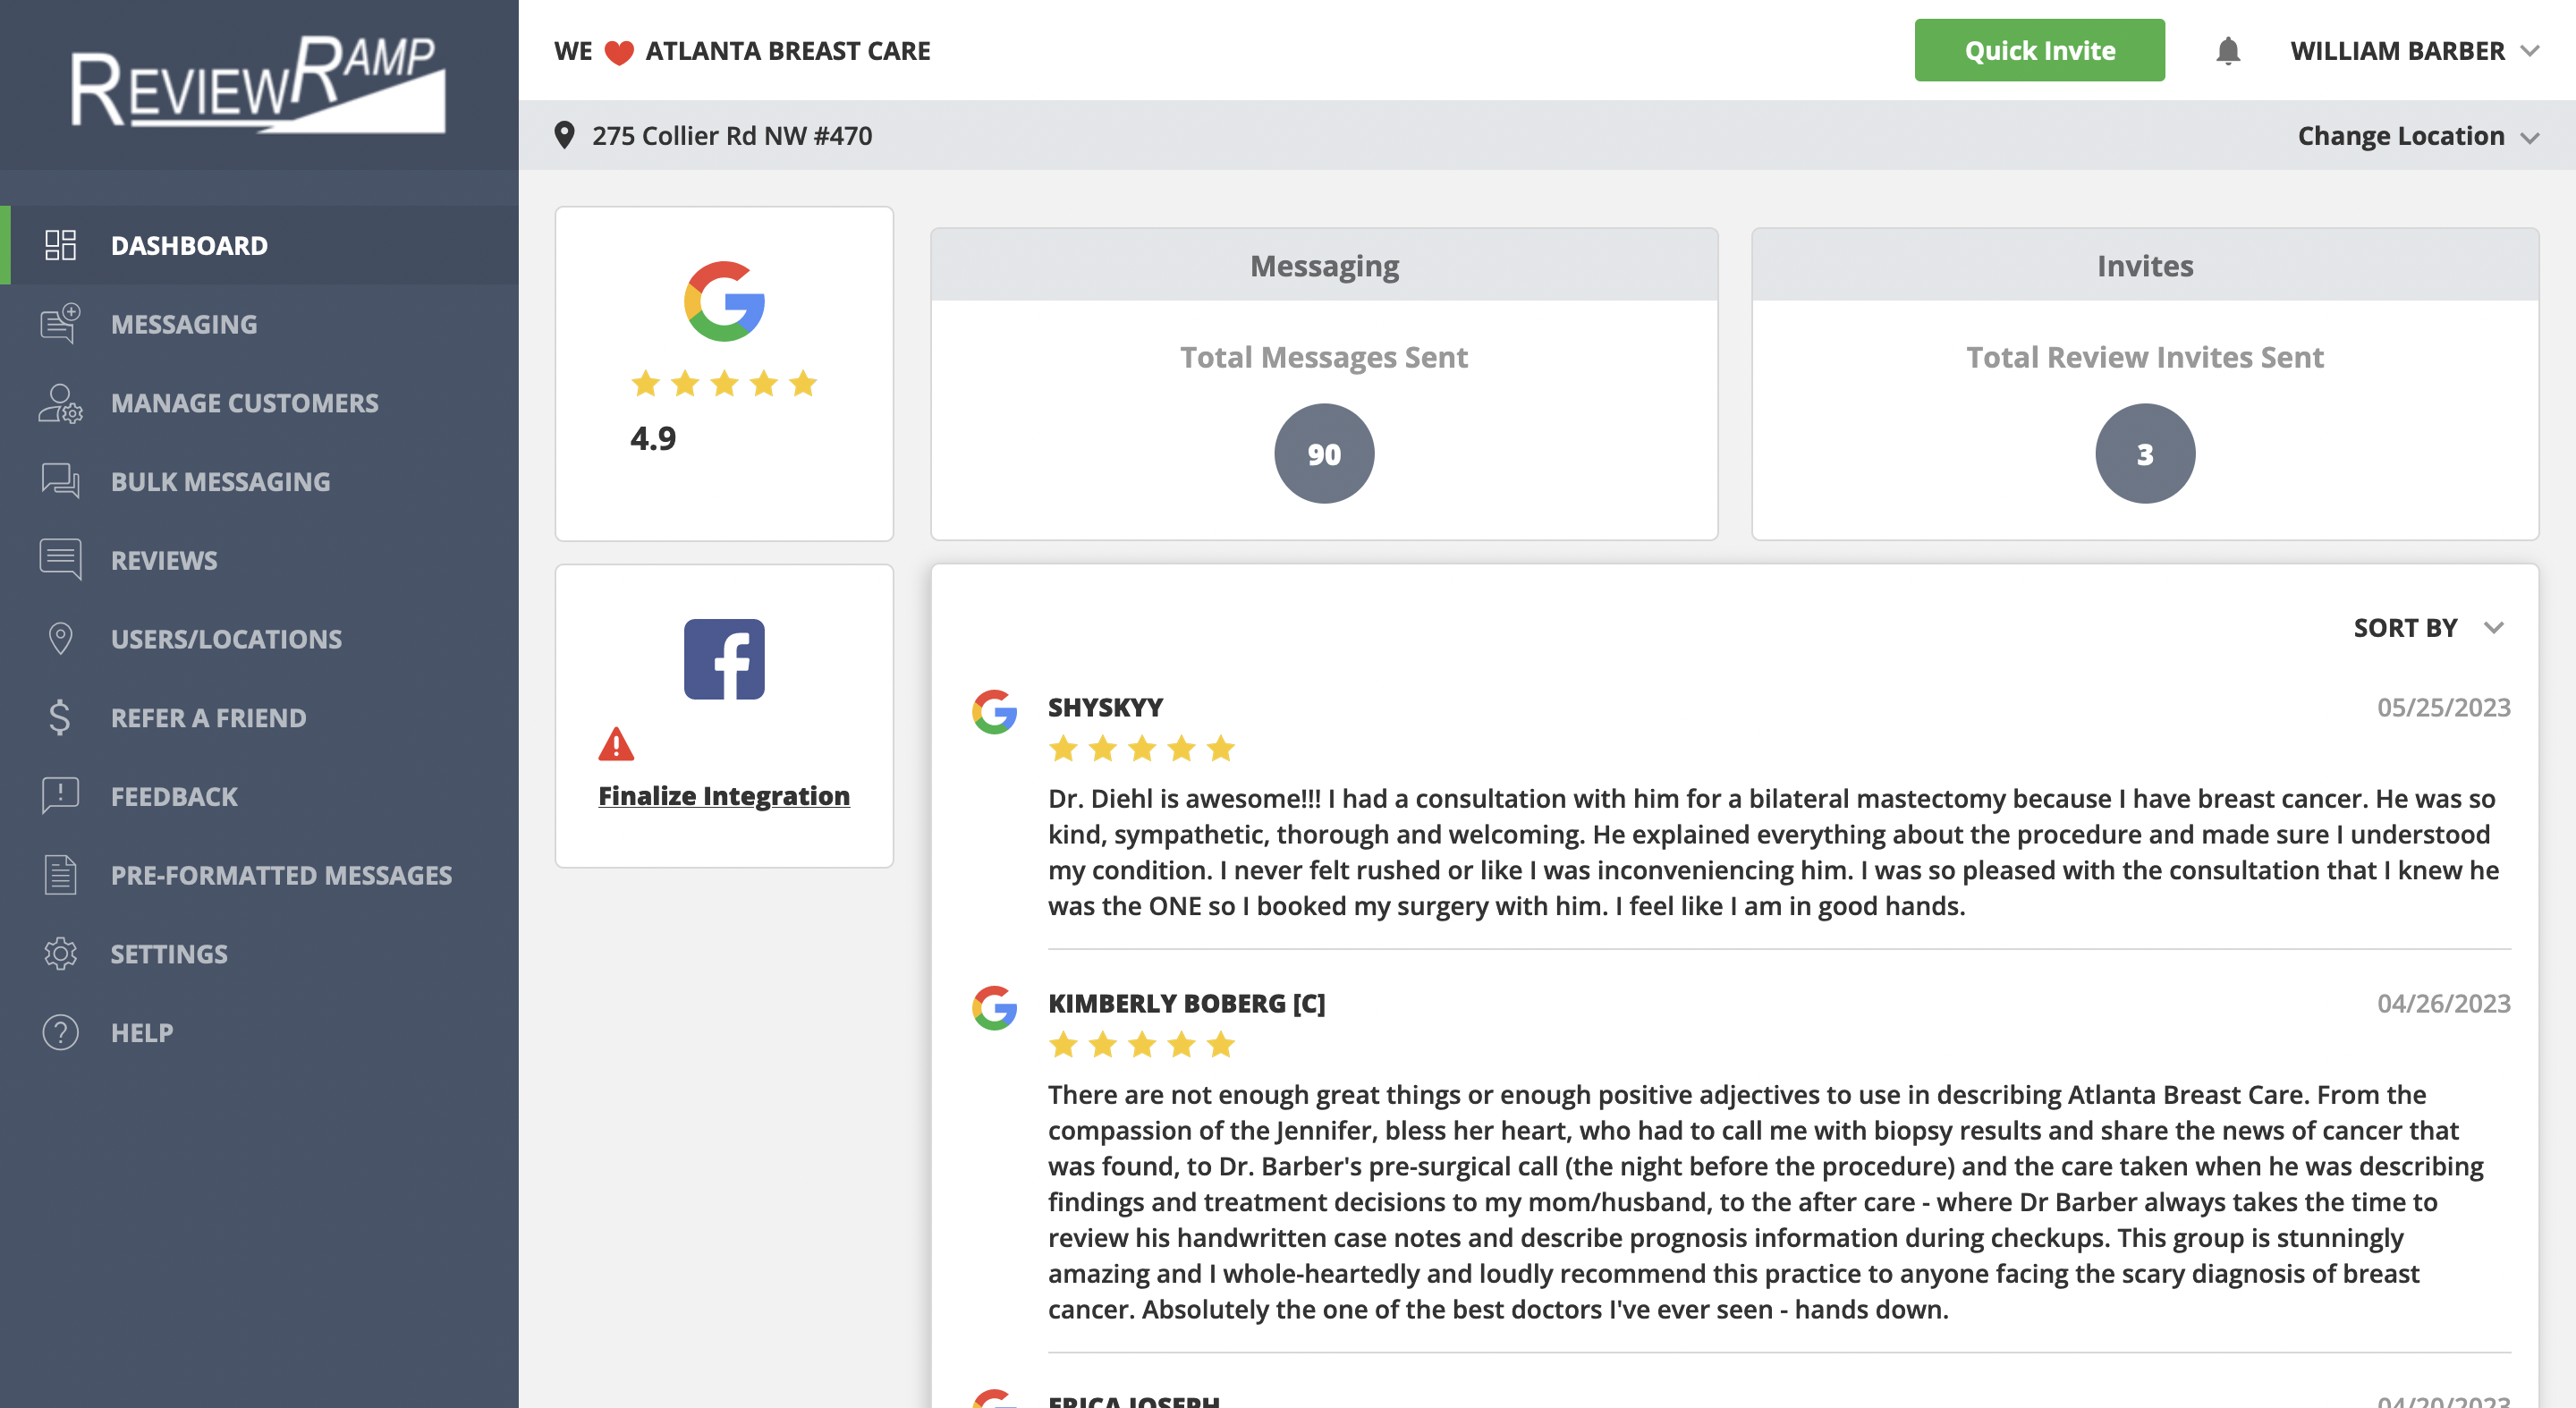 REVIEWRAMP
WE ❤ ATLANTA BREAST CARE
Quick Invite
WILLIAM BARBER
275 Collier Rd NW #470
Change Location
DASHBOARD
MESSAGING
MANAGE CUSTOMERS
BULK MESSAGING
REVIEWS
USERS/LOCATIONS
REFER A FRIEND
FEEDBACK
PRE-FORMATTED MESSAGES
SETTINGS
HELP
4.9
Finalize Integration
Messaging
Total Messages Sent
90
Invites
Total Review Invites Sent
3
SORT BY
SHYSKYY
05/25/2023
Dr. Diehl is awesome!!! I had a consultation with him for a bilateral mastectomy because I have breast cancer. He was so
kind, sympathetic, thorough and welcoming. He explained everything about the procedure and made sure I understood
my condition. I never felt rushed or like I was inconveniencing him. I was so pleased with the consultation that I knew he
was the ONE so I booked my surgery with him. I feel like I am in good hands.
KIMBERLY BOBERG [C]
04/26/2023
There are not enough great things or enough positive adjectives to use in describing Atlanta Breast Care. From the
compassion of the Jennifer, bless her heart, who had to call me with biopsy results and share the news of cancer that
was found, to Dr. Barber's pre-surgical call (the night before the procedure) and the care taken when he was describing
findings and treatment decisions to my mom/husband, to the after care - where Dr Barber always takes the time to
review his handwritten case notes and describe prognosis information during checkups. This group is stunningly
amazing and I whole-heartedly and loudly recommend this practice to anyone facing the scary diagnosis of breast
cancer. Absolutely the one of the best doctors I've ever seen - hands down.
ERICA JOSEPH
04/20/2023